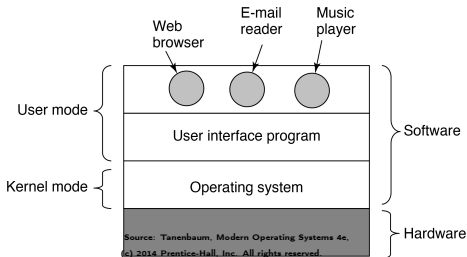 Web
browser
E-mail
reader
Music
player
User mode
User interface program
Software
Kernel mode
Operating system
Hardware
Source: Tanenbaum, Modern Operating Systems 4e,
(c) 2014 Prentice-Hall, Inc. All rights reserved.